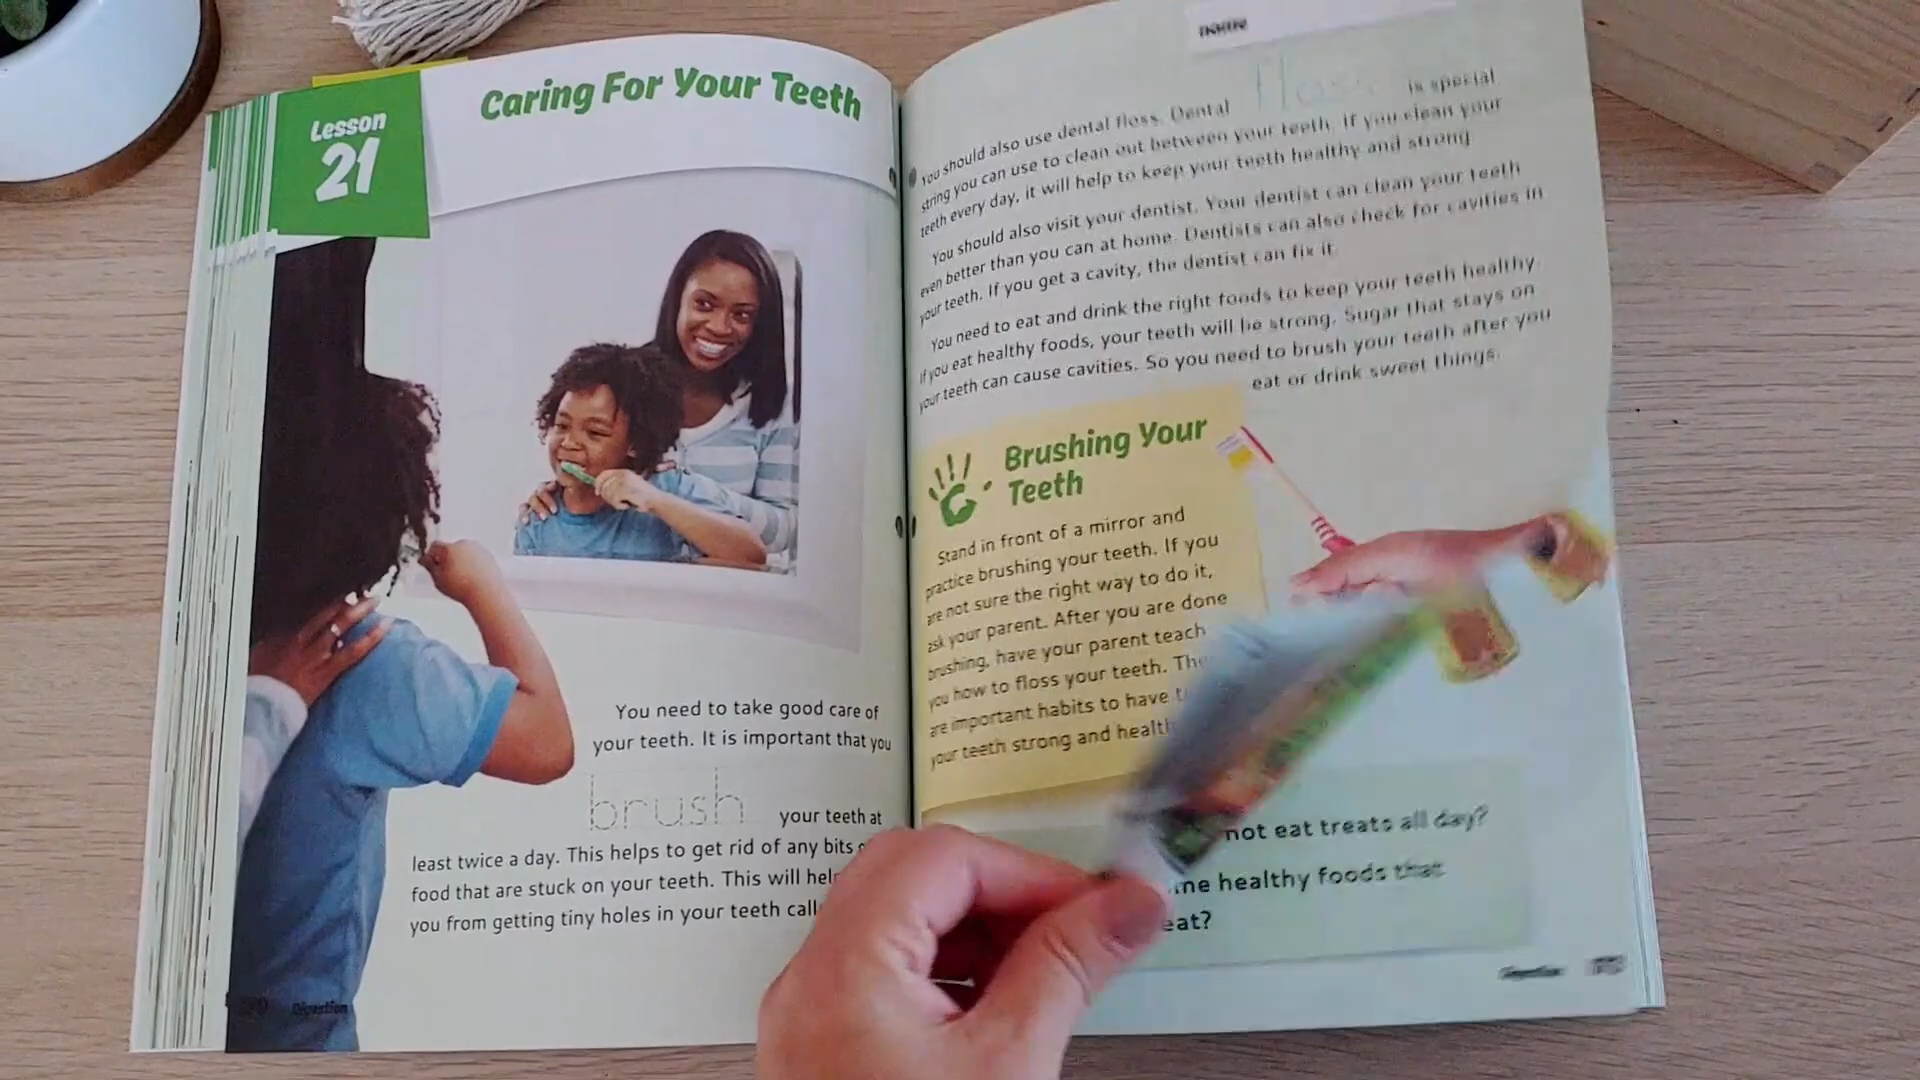 Lesson
21
Caring For Your Teeth
You need to take good care of
your teeth. It is important that you
brush your teeth at
least twice a day. This helps to get rid of any bits
food that are stuck on your teeth. This will help
you from getting tiny holes in your teeth call
Digestion
name
You should also use dental floss. Dental floss is special
string you can use to clean out between your teeth. If you clean your
teeth every day, it will help to keep your teeth healthy and strong
You should also visit your dentist. Your dentist can clean your teeth
even better than you can at home. Dentists can also check for cavities in
your teeth. If you get a cavity, the dentist can fix it.
You need to eat and drink the right foods to keep your teeth healthy.
If you eat healthy foods, your teeth will be strong. Sugar that stays on
your teeth can cause cavities. So you need to brush your teeth after you
eat or drink sweet things.
Brushing Your
Teeth
Stand in front of a mirror and
practice brushing your teeth. If you
are not sure the right way to do it,
ask your parent. After you are done
brushing, have your parent teach
you how to floss your teeth.
are important habits to have
your teeth strong and health
not eat treats all day?
healthy foods that
eat?
Digestion